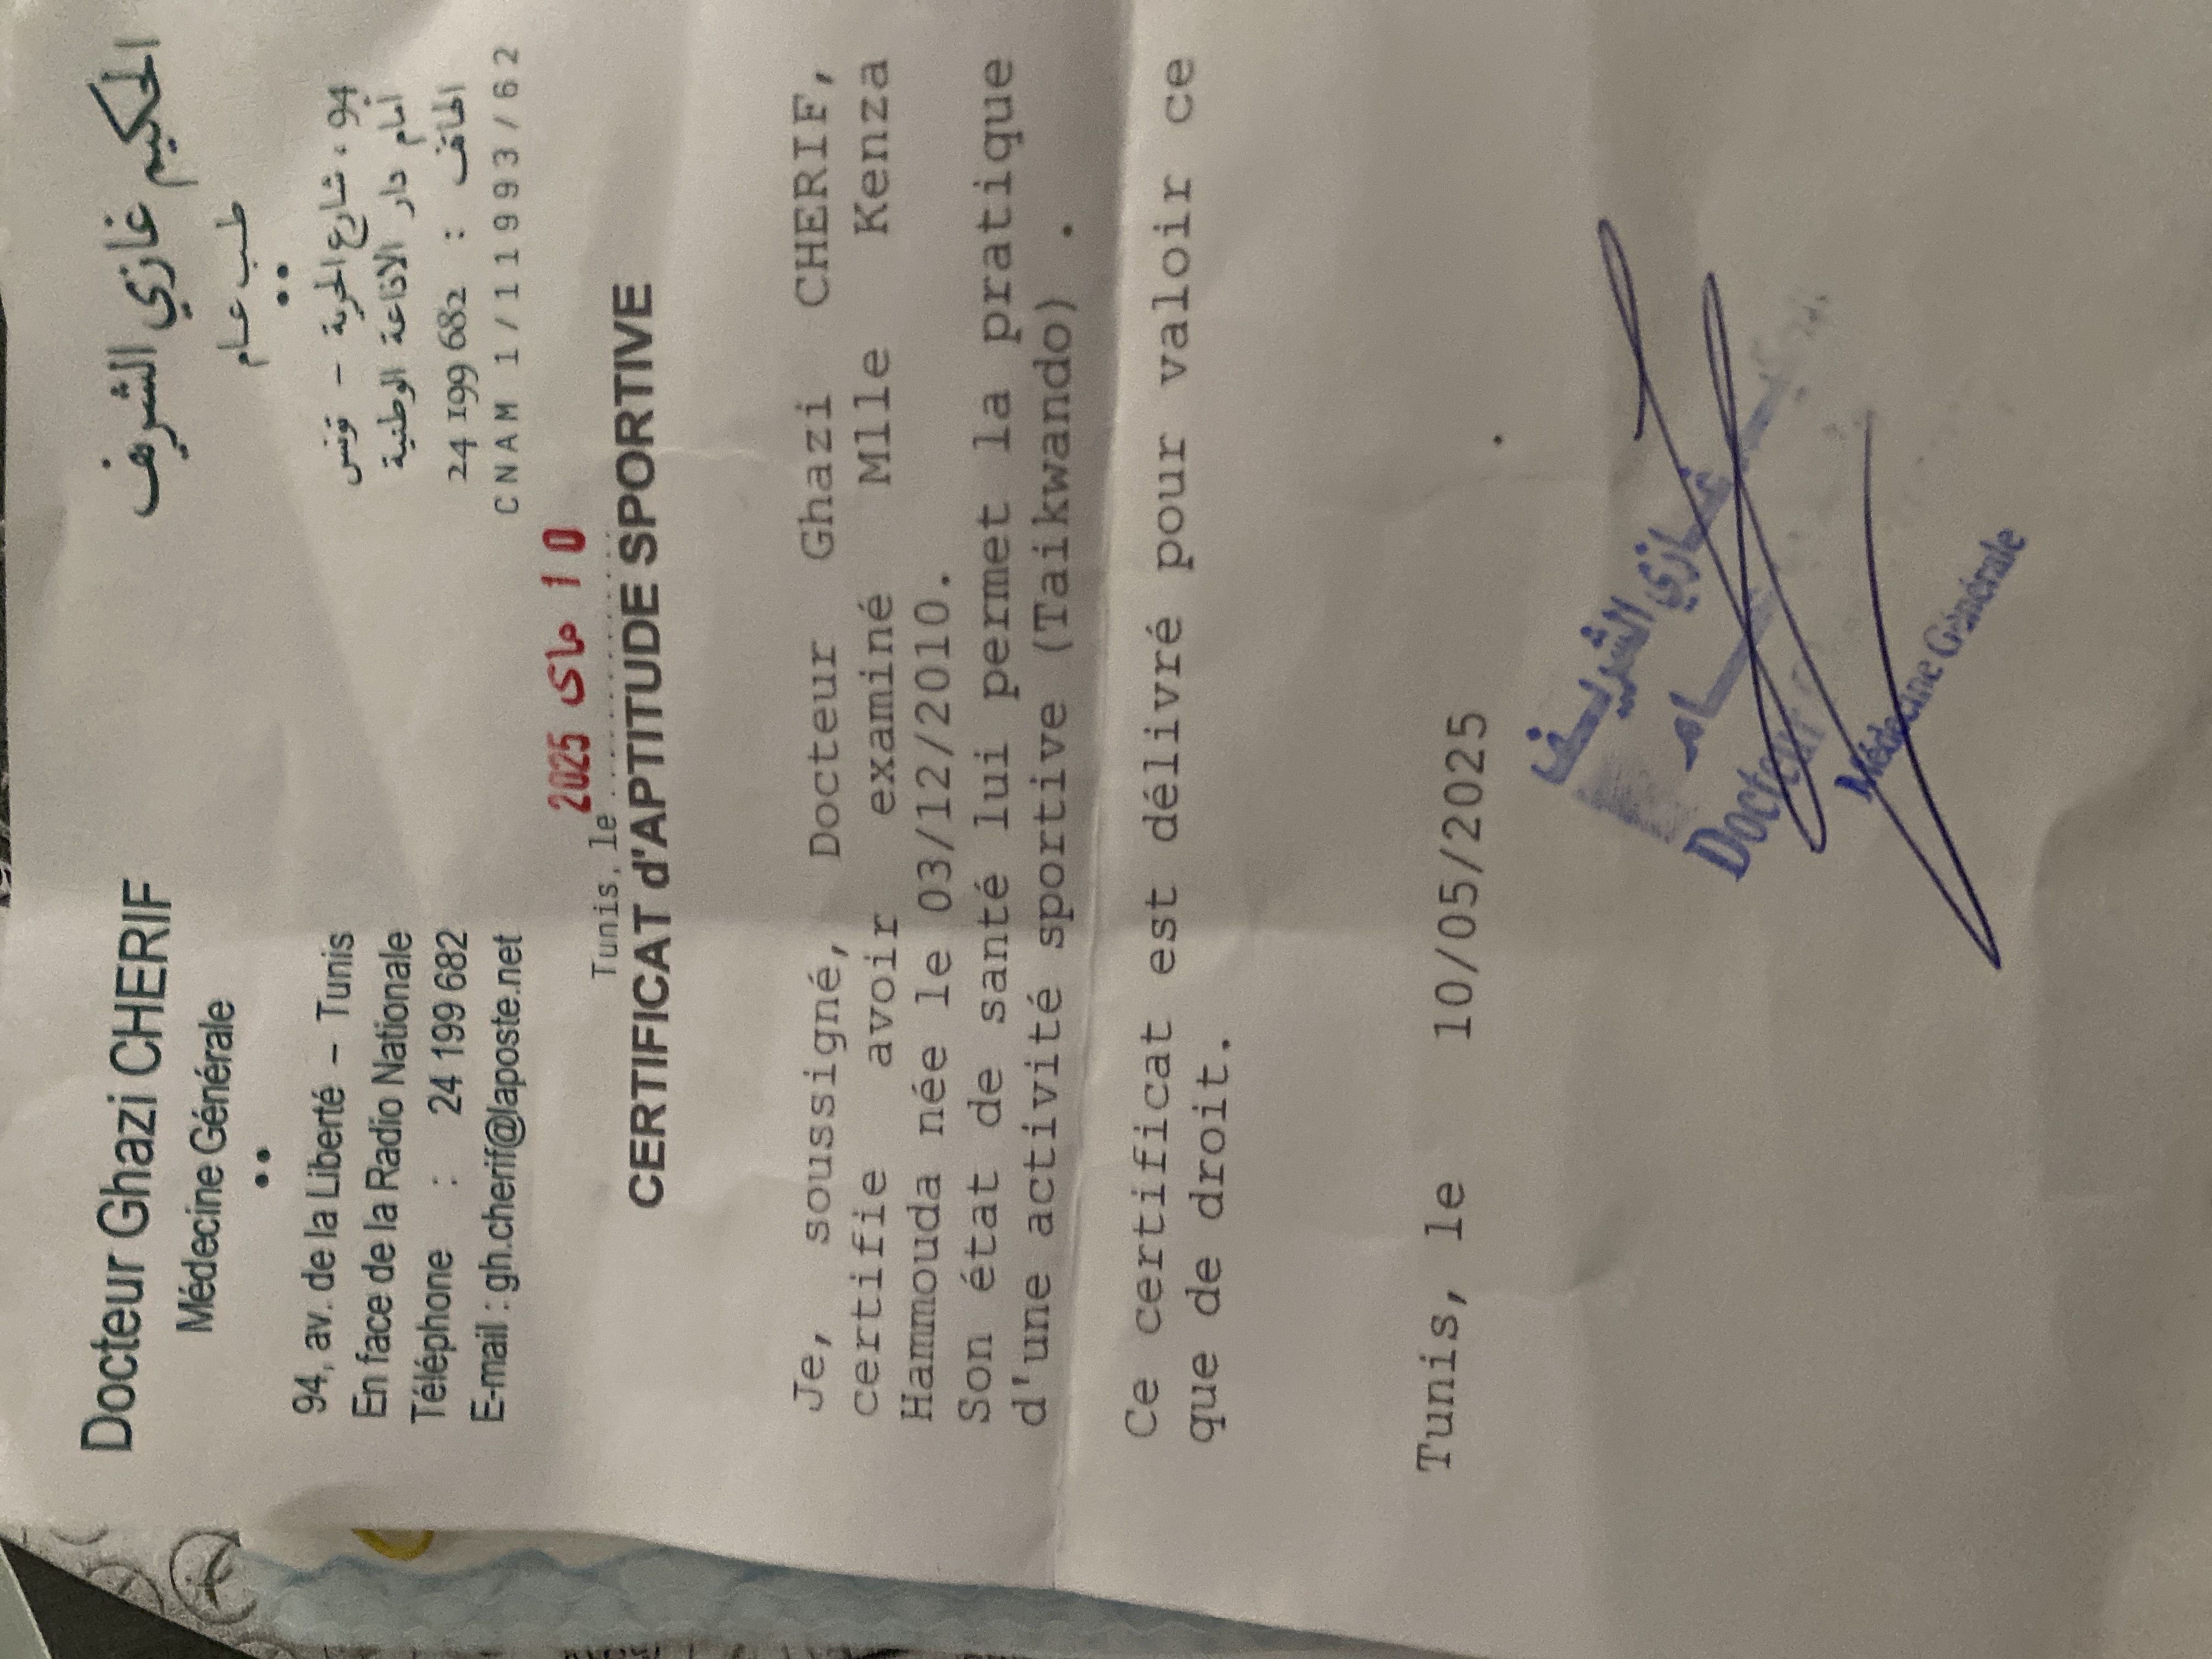 Docteur Ghazi CHERIF
Médecine Générale
94, av. de la Liberté – Tunis
En face de la Radio Nationale
Téléphone : 24 199 682
E-mail : gh.cherif@laposte.net
الحكيم غازي الشريف
طب عام
94 ، شارع الحرية – تونس
أمام دار الاذاعة الوطنية
الهاتف : 24 199 682
CNAM 1/11993/62
Tunis, le 10 ماى 2025
CERTIFICAT d'APTITUDE SPORTIVE
Je, soussigné, Docteur Ghazi CHERIF,
certifie avoir examiné Mlle Kenza
Hammouda née le 03/12/2010.
Son état de santé lui permet la pratique
d'une activité sportive (Taikwando) .
Ce certificat est délivré pour valoir ce
que de droit.
Tunis, le 10/05/2025
غازي الشريف
Docteur
Médecine Générale